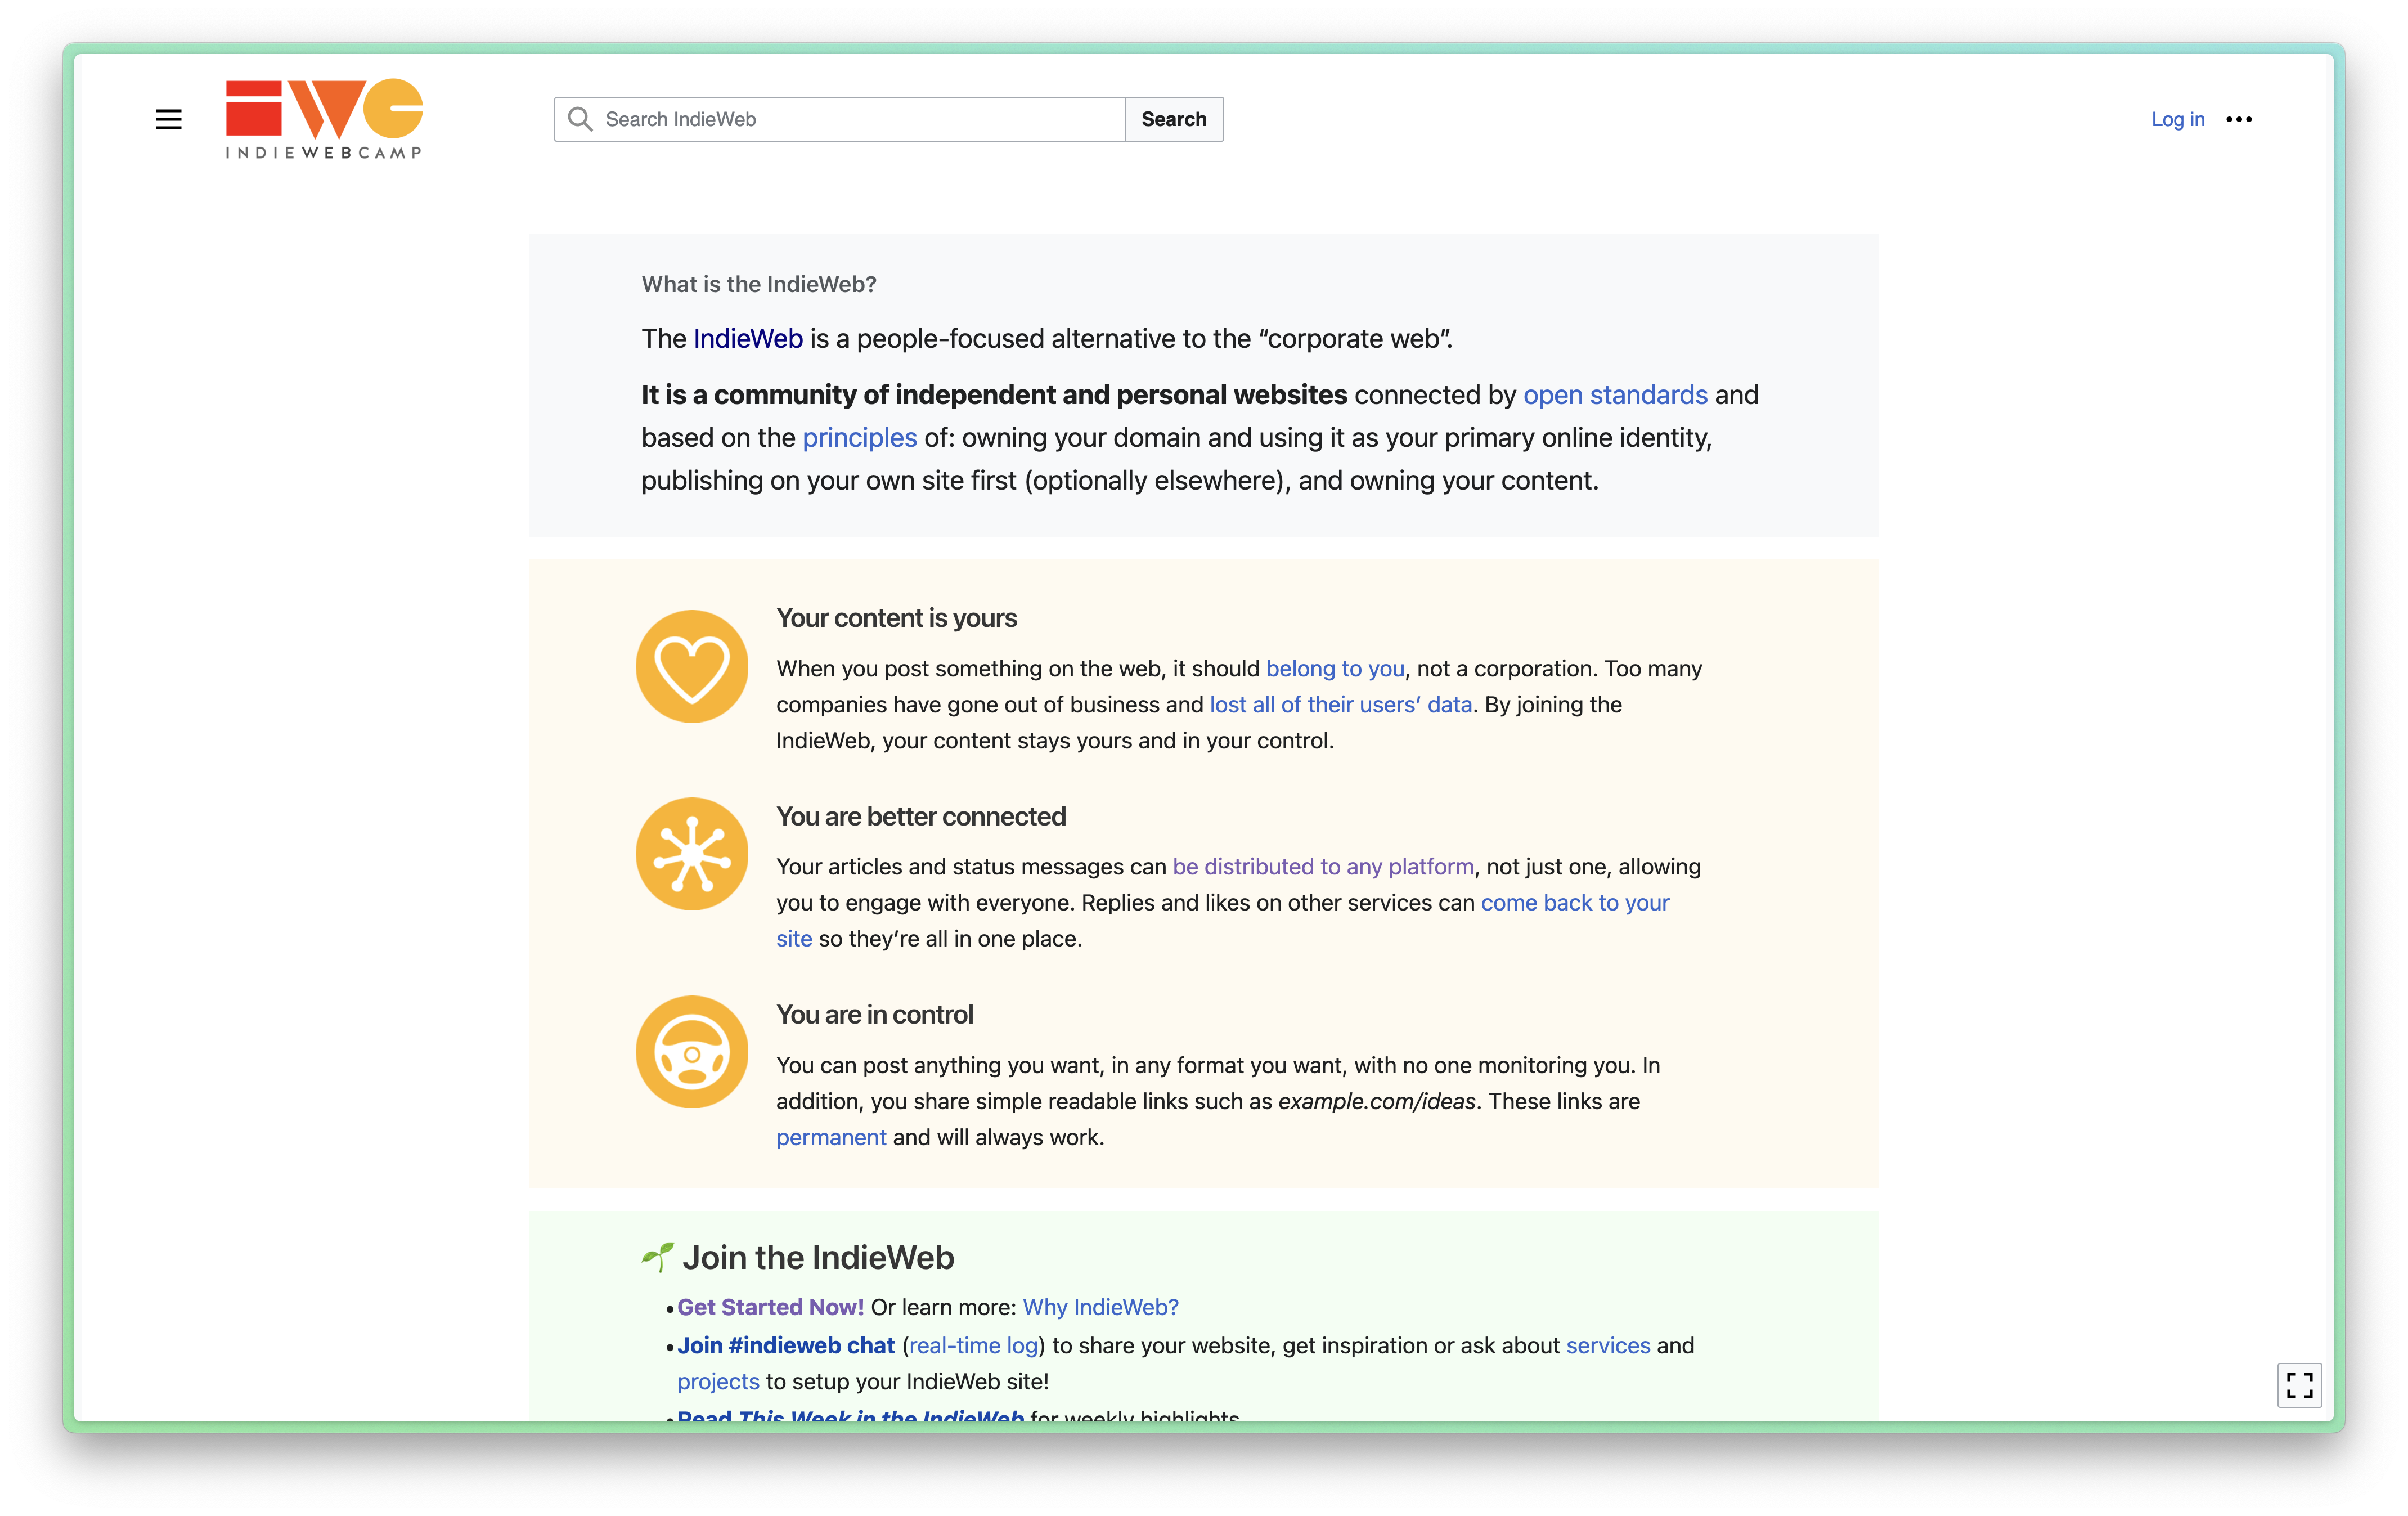 INDIEWEBCAMP
Search IndieWeb
Search
Log in
What is the IndieWeb?
The IndieWeb is a people-focused alternative to the “corporate web”.
It is a community of independent and personal websites connected by open standards and
based on the principles of: owning your domain and using it as your primary online identity,
publishing on your own site first (optionally elsewhere), and owning your content.
Your content is yours
When you post something on the web, it should belong to you, not a corporation. Too many
companies have gone out of business and lost all of their users’ data. By joining the
IndieWeb, your content stays yours and in your control.
You are better connected
Your articles and status messages can be distributed to any platform, not just one, allowing
you to engage with everyone. Replies and likes on other services can come back to your
site so they’re all in one place.
You are in control
You can post anything you want, in any format you want, with no one monitoring you. In
addition, you share simple readable links such as example.com/ideas. These links are
permanent and will always work.
Join the IndieWeb
• Get Started Now! Or learn more: Why IndieWeb?
• Join #indieweb chat (real-time log) to share your website, get inspiration or ask about services and
projects to setup your IndieWeb site!
• Read This Week in the IndieWeb for weekly highlights